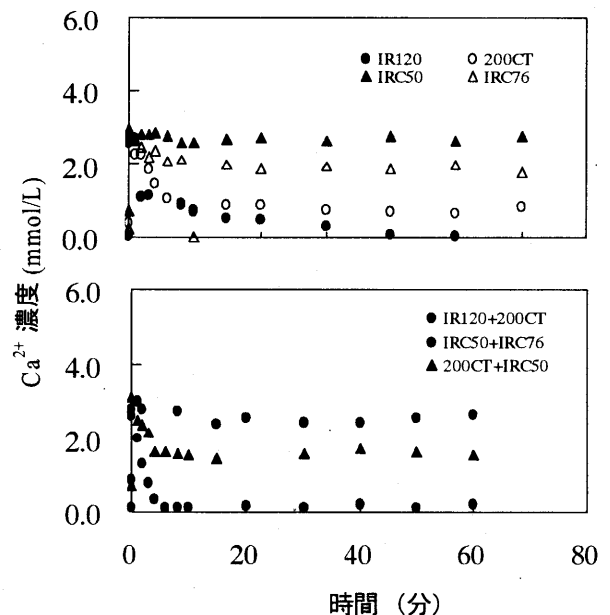 6.0
4.0
2.0
0.0
● IR120 ○ 200CT
▲ IRC50 △ IRC76
Ca2+ 濃度 (mmol/L)
6.0
4.0
2.0
0.0
● IR120+200CT
● IRC50+IRC76
▲ 200CT+IRC50
0 20 40 60 80
時間 (分)